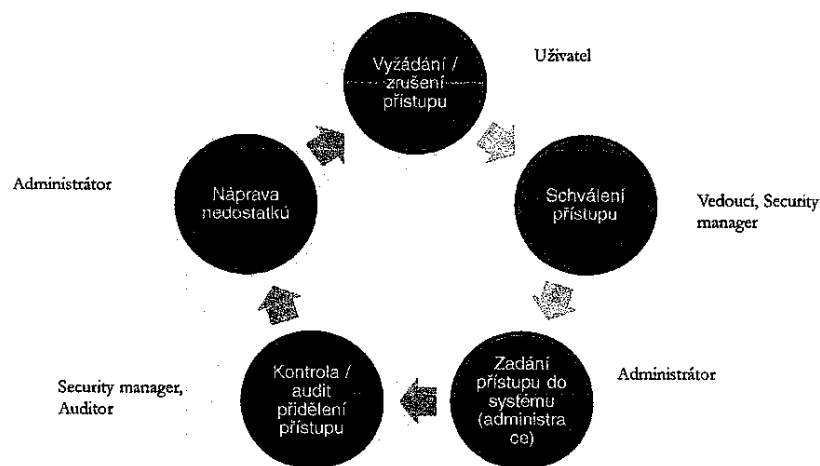 Vyžádání /
zrušení
přístupu
Uživatel
Schválení
přístupu
Vedoucí, Security
manager
Zadání
přístupu do
systému
(administra
ce)
Administrátor
Kontrola /
audit
přidělení
přístupu
Security manager,
Auditor
Náprava
nedostatků
Administrátor